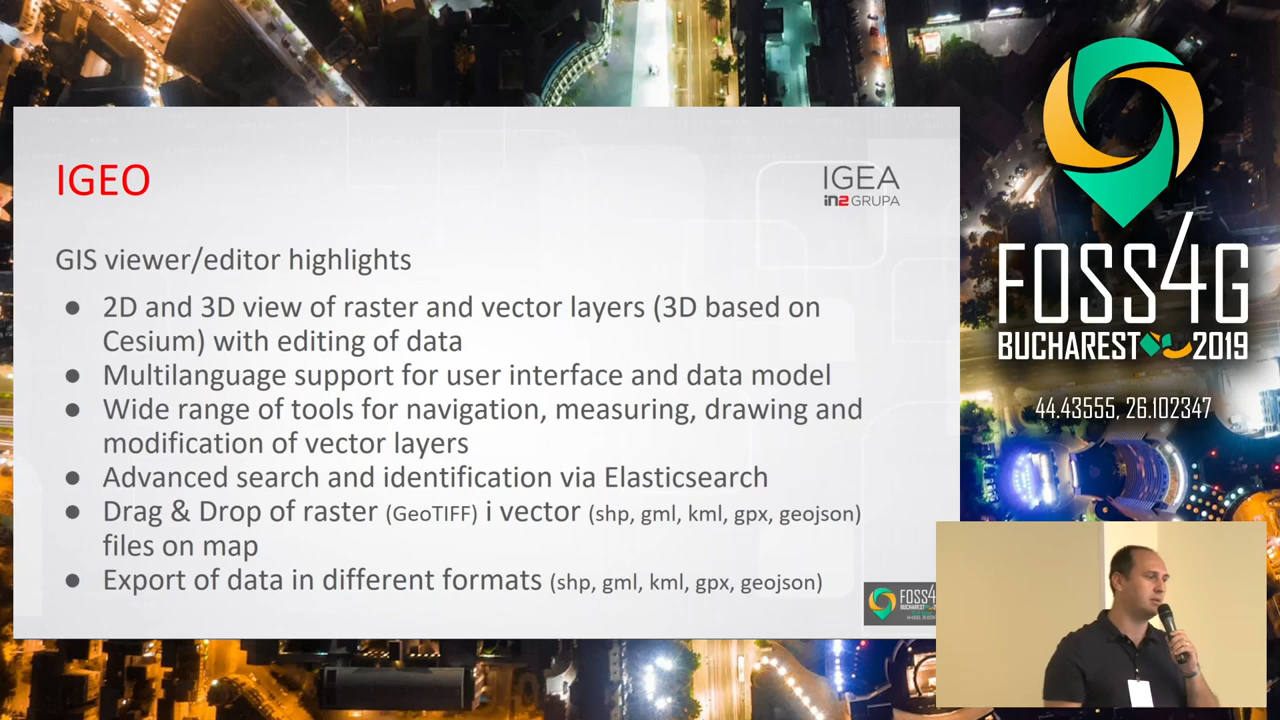 IGEO
IGEA
in2 GRUPA
GIS viewer/editor highlights
● 2D and 3D view of raster and vector layers (3D based on
Cesium) with editing of data
● Multilanguage support for user interface and data model
● Wide range of tools for navigation, measuring, drawing and
modification of vector layers
● Advanced search and identification via Elasticsearch
● Drag & Drop of raster (GeoTIFF) i vector (shp, gml, kml, gpx, geojson)
files on map
● Export of data in different formats (shp, gml, kml, gpx, geojson)
FOSS4
BUCHAREST
FOSS4G
BUCHAREST 2019
44.43555, 26.102347